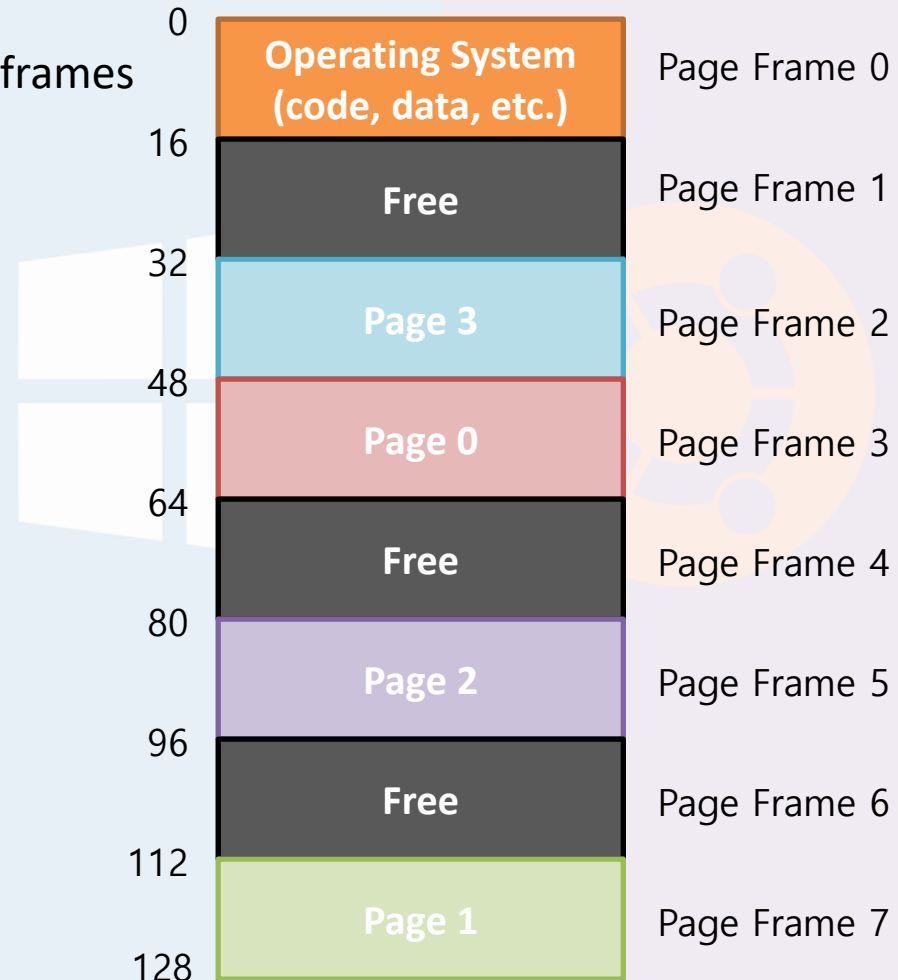 0
frames
Operating System
(code, data, etc.)
Page Frame 0
16
Free
Page Frame 1
32
Page 3
Page Frame 2
48
Page 0
Page Frame 3
64
Free
Page Frame 4
80
Page 2
Page Frame 5
96
Free
Page Frame 6
112
Page 1
Page Frame 7
128